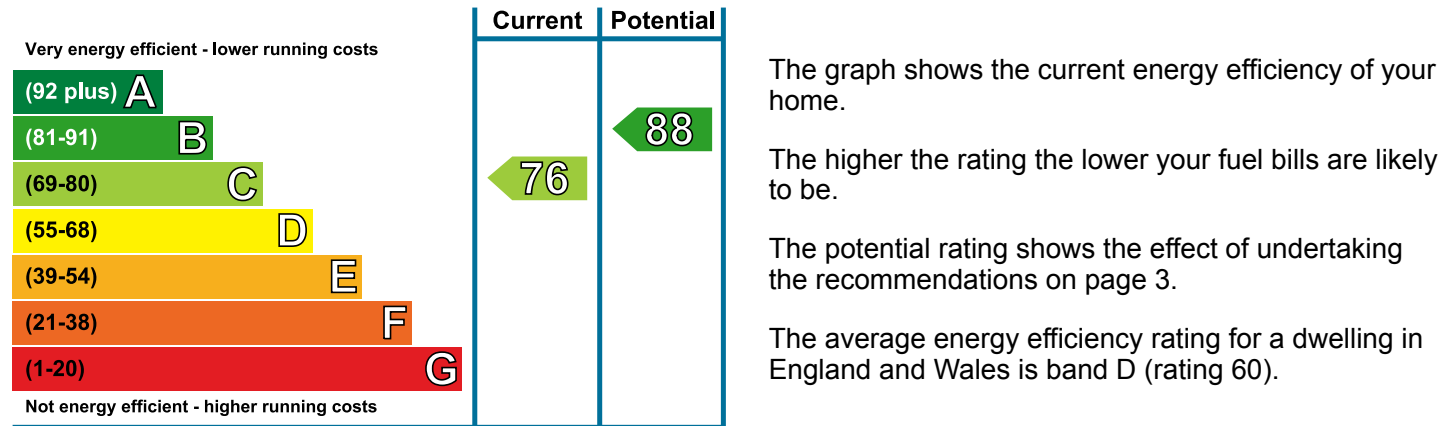 Current Potential
Very energy efficient - lower running costs
(92 plus) A
(81-91) B
88
(69-80) C
76
(55-68) D
(39-54) E
(21-38) F
(1-20) G
Not energy efficient - higher running costs
The graph shows the current energy efficiency of your
home.
The higher the rating the lower your fuel bills are likely
to be.
The potential rating shows the effect of undertaking
the recommendations on page 3.
The average energy efficiency rating for a dwelling in
England and Wales is band D (rating 60).